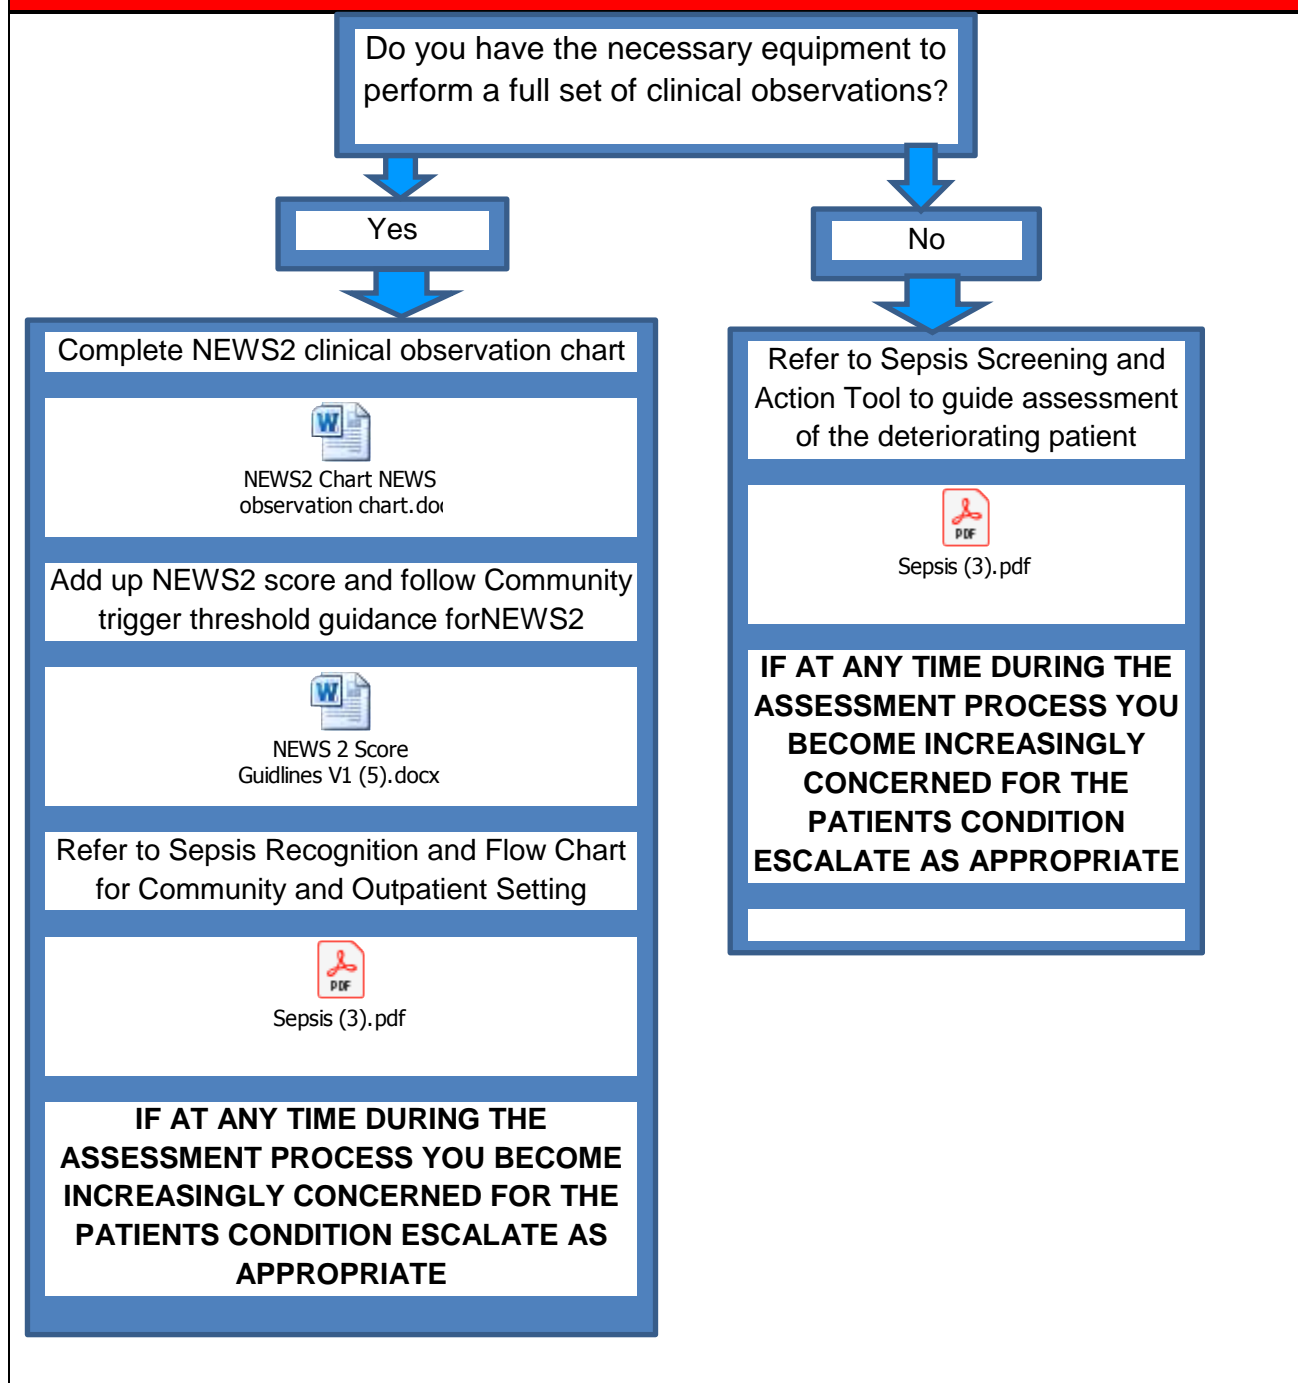 Do you have the necessary equipment to
perform a full set of clinical observations?
Yes
No
Complete NEWS2 clinical observation chart
NEWS2 Chart NEWS
observation chart.doc
Add up NEWS2 score and follow Community
trigger threshold guidance forNEWS2
NEWS 2 Score
Guidlines V1 (5).docx
Refer to Sepsis Recognition and Flow Chart
for Community and Outpatient Setting
PDF
Sepsis (3).pdf
IF AT ANY TIME DURING THE
ASSESSMENT PROCESS YOU BECOME
INCREASINGLY CONCERNED FOR THE
PATIENTS CONDITION ESCALATE AS
APPROPRIATE
Refer to Sepsis Screening and
Action Tool to guide assessment
of the deteriorating patient
PDF
Sepsis (3).pdf
IF AT ANY TIME DURING THE
ASSESSMENT PROCESS YOU
BECOME INCREASINGLY
CONCERNED FOR THE
PATIENTS CONDITION
ESCALATE AS APPROPRIATE